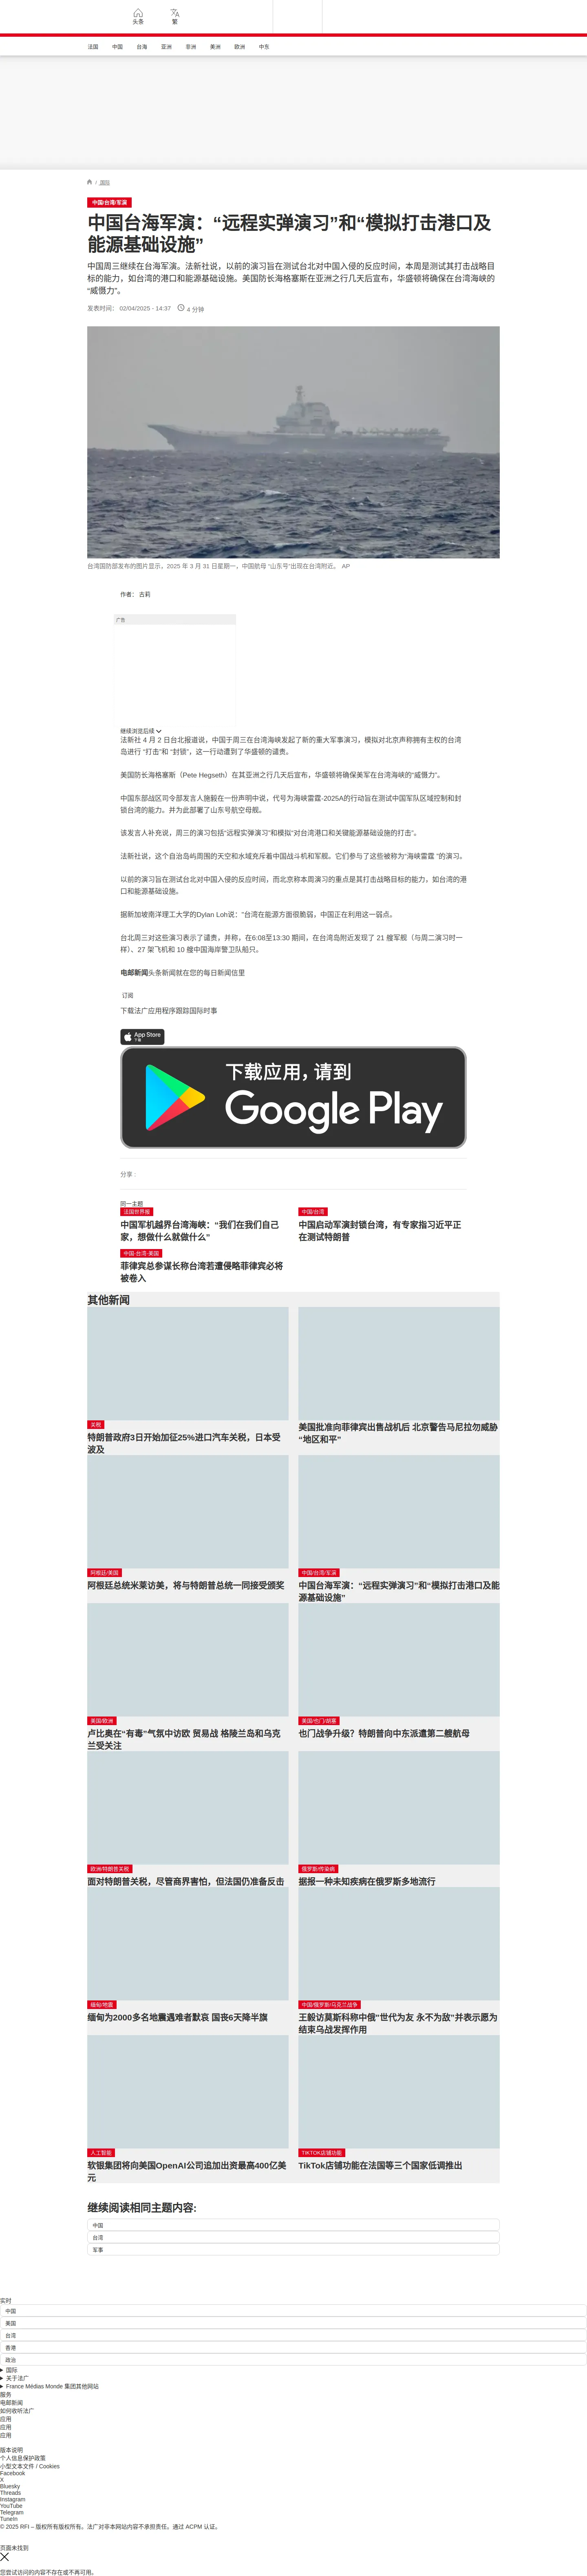 头条
繁
法国 中国 台海 亚洲 非洲 美洲 欧洲 中东
/ 国际
中国/台湾/军演
中国台海军演：“远程实弹演习”和“模拟打击港口及
能源基础设施”
中国周三继续在台海军演。法新社说，以前的演习旨在测试台北对中国入侵的反应时间，本周是测试其打击战略目
标的能力，如台湾的港口和能源基础设施。美国防长海格塞斯在亚洲之行几天后宣布，华盛顿将确保在台湾海峡的
“威慑力”。
发表时间： 02/04/2025 - 14:37 4 分钟
台湾国防部发布的图片显示，2025 年 3 月 31 日星期一，中国航母 “山东号”出现在台湾附近。 AP
作者： 古莉
广告
继续浏览后续
法新社 4 月 2 日台北报道说，中国于周三在台湾海峡发起了新的重大军事演习，模拟对北京声称拥有主权的台湾
岛进行 “打击”和 “封锁”，这一行动遭到了华盛顿的谴责。
美国防长海格塞斯（Pete Hegseth）在其亚洲之行几天后宣布，华盛顿将确保美军在台湾海峡的“威慑力”。
中国东部战区司令部发言人施毅在一份声明中说，代号为海峡雷霆-2025A的行动旨在测试中国军队区域控制和封
锁台湾的能力。并为此部署了山东号航空母舰。
该发言人补充说，周三的演习包括“远程实弹演习”和模拟“对台湾港口和关键能源基础设施的打击”。
法新社说，这个自治岛屿周围的天空和水域充斥着中国战斗机和军舰。它们参与了这些被称为“海峡雷霆 ”的演习。
以前的演习旨在测试台北对中国入侵的反应时间，而北京称本周演习的重点是其打击战略目标的能力，如台湾的港
口和能源基础设施。
据新加坡南洋理工大学的Dylan Loh说：“台湾在能源方面很脆弱，中国正在利用这一弱点。
台北周三对这些演习表示了谴责，并称，在6:08至13:30 期间，在台湾岛附近发现了 21 艘军舰（与周二演习时一
样）、27 架飞机和 10 艘中国海岸警卫队船只。
电邮新闻头条新闻就在您的每日新闻信里
订阅
下载法广应用程序跟踪国际时事
App Store
下载
下载应用，请到
Google Play
分享 :
同一主题
法国世界报
中国军机越界台湾海峡：“我们在我们自己
家，想做什么就做什么”
中国/台湾
中国启动军演封锁台湾，有专家指习近平正
在测试特朗普
中国-台湾-美国
菲律宾总参谋长称台湾若遭侵略菲律宾必将
被卷入
其他新闻
关税
特朗普政府3日开始加征25%进口汽车关税，日本受
波及
美国批准向菲律宾出售战机后 北京警告马尼拉勿威胁
“地区和平”
阿根廷/美国
阿根廷总统米莱访美，将与特朗普总统一同接受颁奖
中国/台湾/军演
中国台海军演：“远程实弹演习”和“模拟打击港口及能
源基础设施”
美国/欧洲
卢比奥在“有毒”气氛中访欧 贸易战 格陵兰岛和乌克
兰受关注
美国/也门/胡塞
也门战争升级？特朗普向中东派遣第二艘航母
欧洲/特朗普关税
面对特朗普关税，尽管商界害怕，但法国仍准备反击
俄罗斯/传染病
据报一种未知疾病在俄罗斯多地流行
缅甸/地震
缅甸为2000多名地震遇难者默哀 国丧6天降半旗
中国/俄罗斯/乌克兰战争
王毅访莫斯科称中俄"世代为友 永不为敌"并表示愿为
结束乌战发挥作用
人工智能
软银集团将向美国OpenAI公司追加出资最高400亿美
元
TIKTOK店铺功能
TikTok店铺功能在法国等三个国家低调推出
继续阅读相同主题内容:
中国
台湾
军事
实时
中国
美国
台湾
香港
政治
国际
关于法广
France Médias Monde 集团其他网站
服务
电邮新闻
如何收听法广
应用
应用
应用
版本说明
个人信息保护政策
小型文本文件 / Cookies
Facebook
X
Bluesky
Threads
Instagram
YouTube
Telegram
TuneIn
© 2025 RFI – 版权所有版权所有。法广对非本网站内容不承担责任。通过 ACPM 认证。
页面未找到
您尝试访问的内容不存在或不再可用。